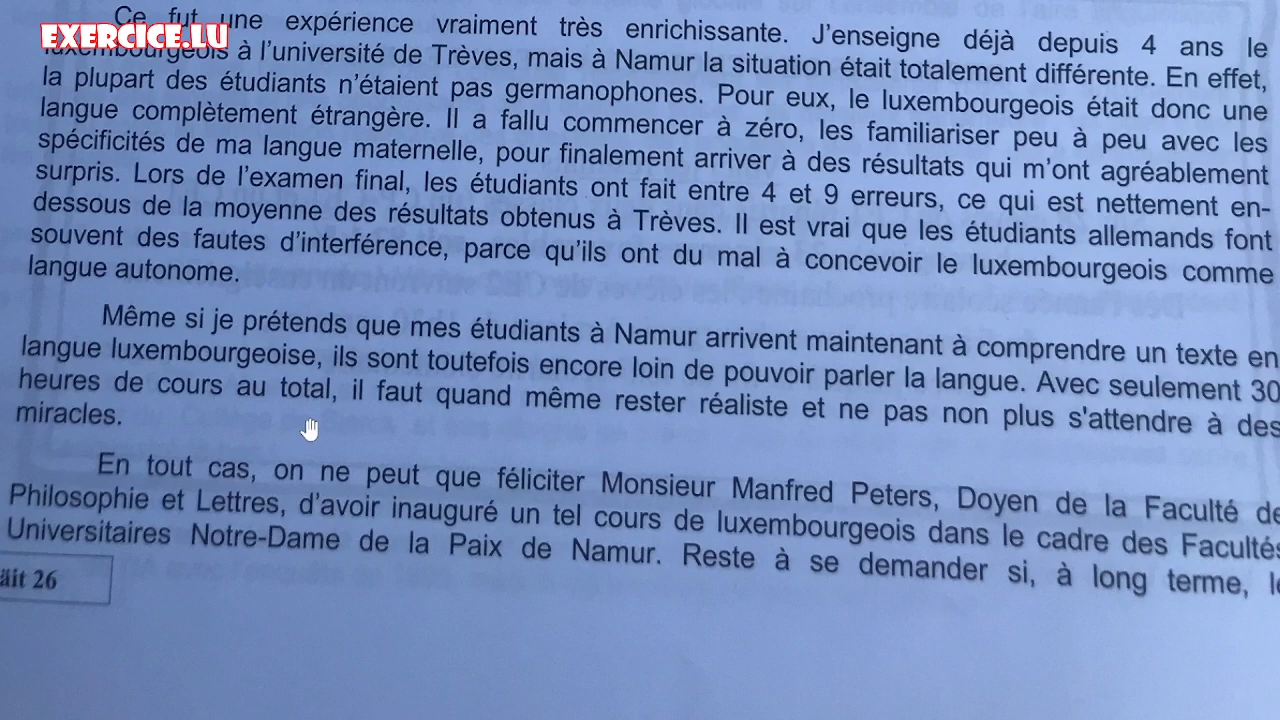 EXERCICE.LU
Ce fut une expérience vraiment très enrichissante. J’enseigne déjà depuis 4 ans le
luxembourgeois à l’université de Trèves, mais à Namur la situation était totalement différente. En effet,
la plupart des étudiants n’étaient pas germanophones. Pour eux, le luxembourgeois était donc une
langue complètement étrangère. Il a fallu commencer à zéro, les familiariser peu à peu avec les
spécificités de ma langue maternelle, pour finalement arriver à des résultats qui m’ont agréablement
surpris. Lors de l’examen final, les étudiants ont fait entre 4 et 9 erreurs, ce qui est nettement en-
dessous de la moyenne des résultats obtenus à Trèves. Il est vrai que les étudiants allemands font
souvent des fautes d’interférence, parce qu’ils ont du mal à concevoir le luxembourgeois comme
langue autonome.
Même si je prétends que mes étudiants à Namur arrivent maintenant à comprendre un texte en
langue luxembourgeoise, ils sont toutefois encore loin de pouvoir parler la langue. Avec seulement 30
heures de cours au total, il faut quand même rester réaliste et ne pas non plus s'attendre à des
miracles.
En tout cas, on ne peut que féliciter Monsieur Manfred Peters, Doyen de la Faculté de
Philosophie et Lettres, d’avoir inauguré un tel cours de luxembourgeois dans le cadre des Facultés
Universitaires Notre-Dame de la Paix de Namur. Reste à se demander si, à long terme, le
äit 26